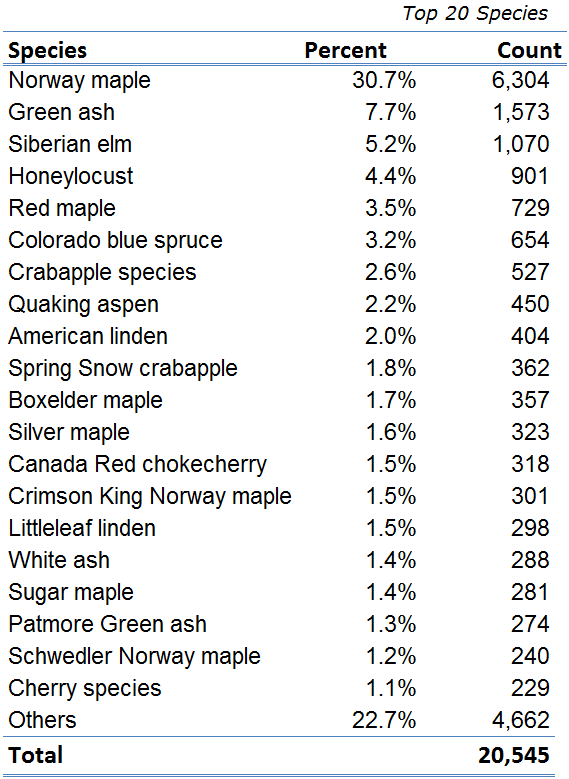 Top 20 Species
Species Percent Count
Norway maple 30.7% 6,304
Green ash 7.7% 1,573
Siberian elm 5.2% 1,070
Honeylocust 4.4% 901
Red maple 3.5% 729
Colorado blue spruce 3.2% 654
Crabapple species 2.6% 527
Quaking aspen 2.2% 450
American linden 2.0% 404
Spring Snow crabapple 1.8% 362
Boxelder maple 1.7% 357
Silver maple 1.6% 323
Canada Red chokecherry 1.5% 318
Crimson King Norway maple 1.5% 301
Littleleaf linden 1.5% 298
White ash 1.4% 288
Sugar maple 1.4% 281
Patmore Green ash 1.3% 274
Schwedler Norway maple 1.2% 240
Cherry species 1.1% 229
Others 22.7% 4,662
Total 20,545